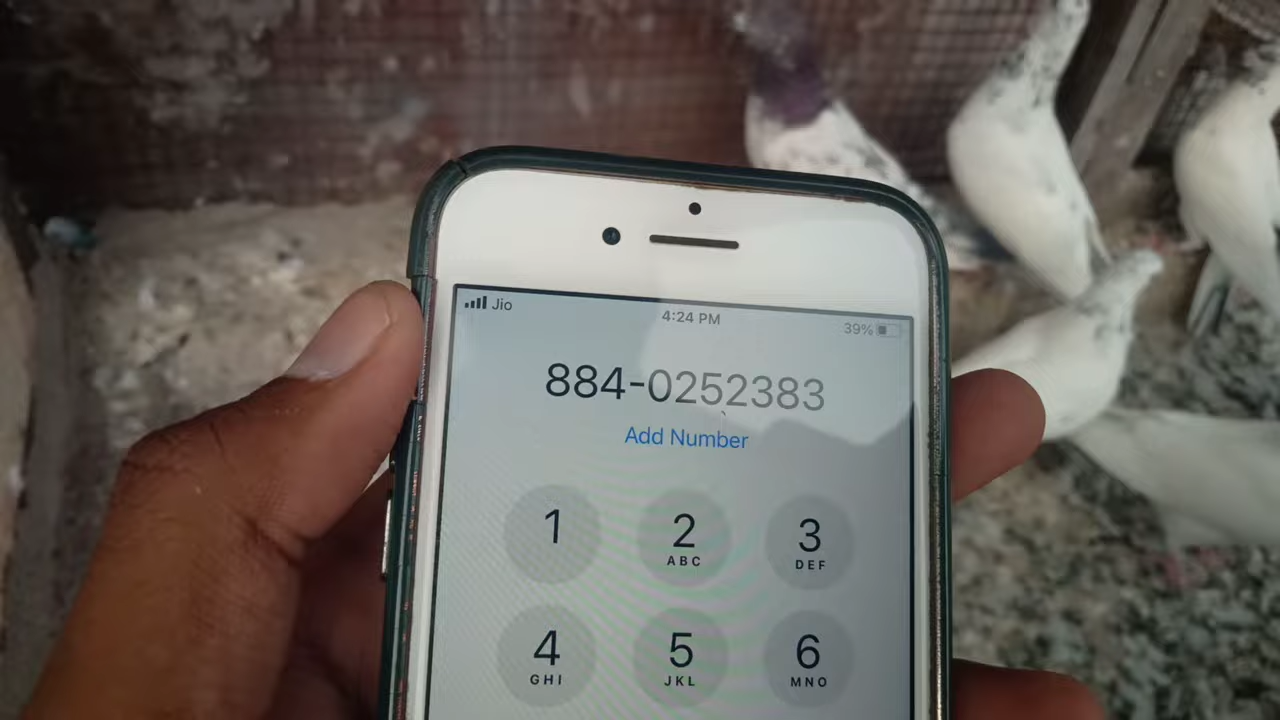 Jio
4:24 PM
39%
884-0252383
Add Number
1 2 3
ABC DEF
4 5 6
GHI JKL MNO